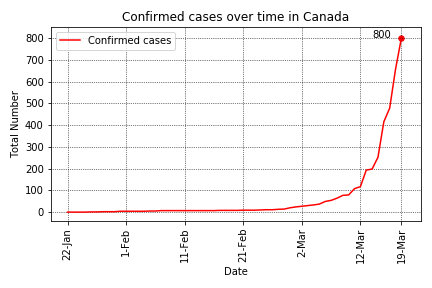 Confirmed cases over time in Canada
Confirmed cases
800
Total Number
800
700
600
500
400
300
200
100
0
22-Jan
1-Feb
11-Feb
21-Feb
2-Mar
12-Mar
19-Mar
Date